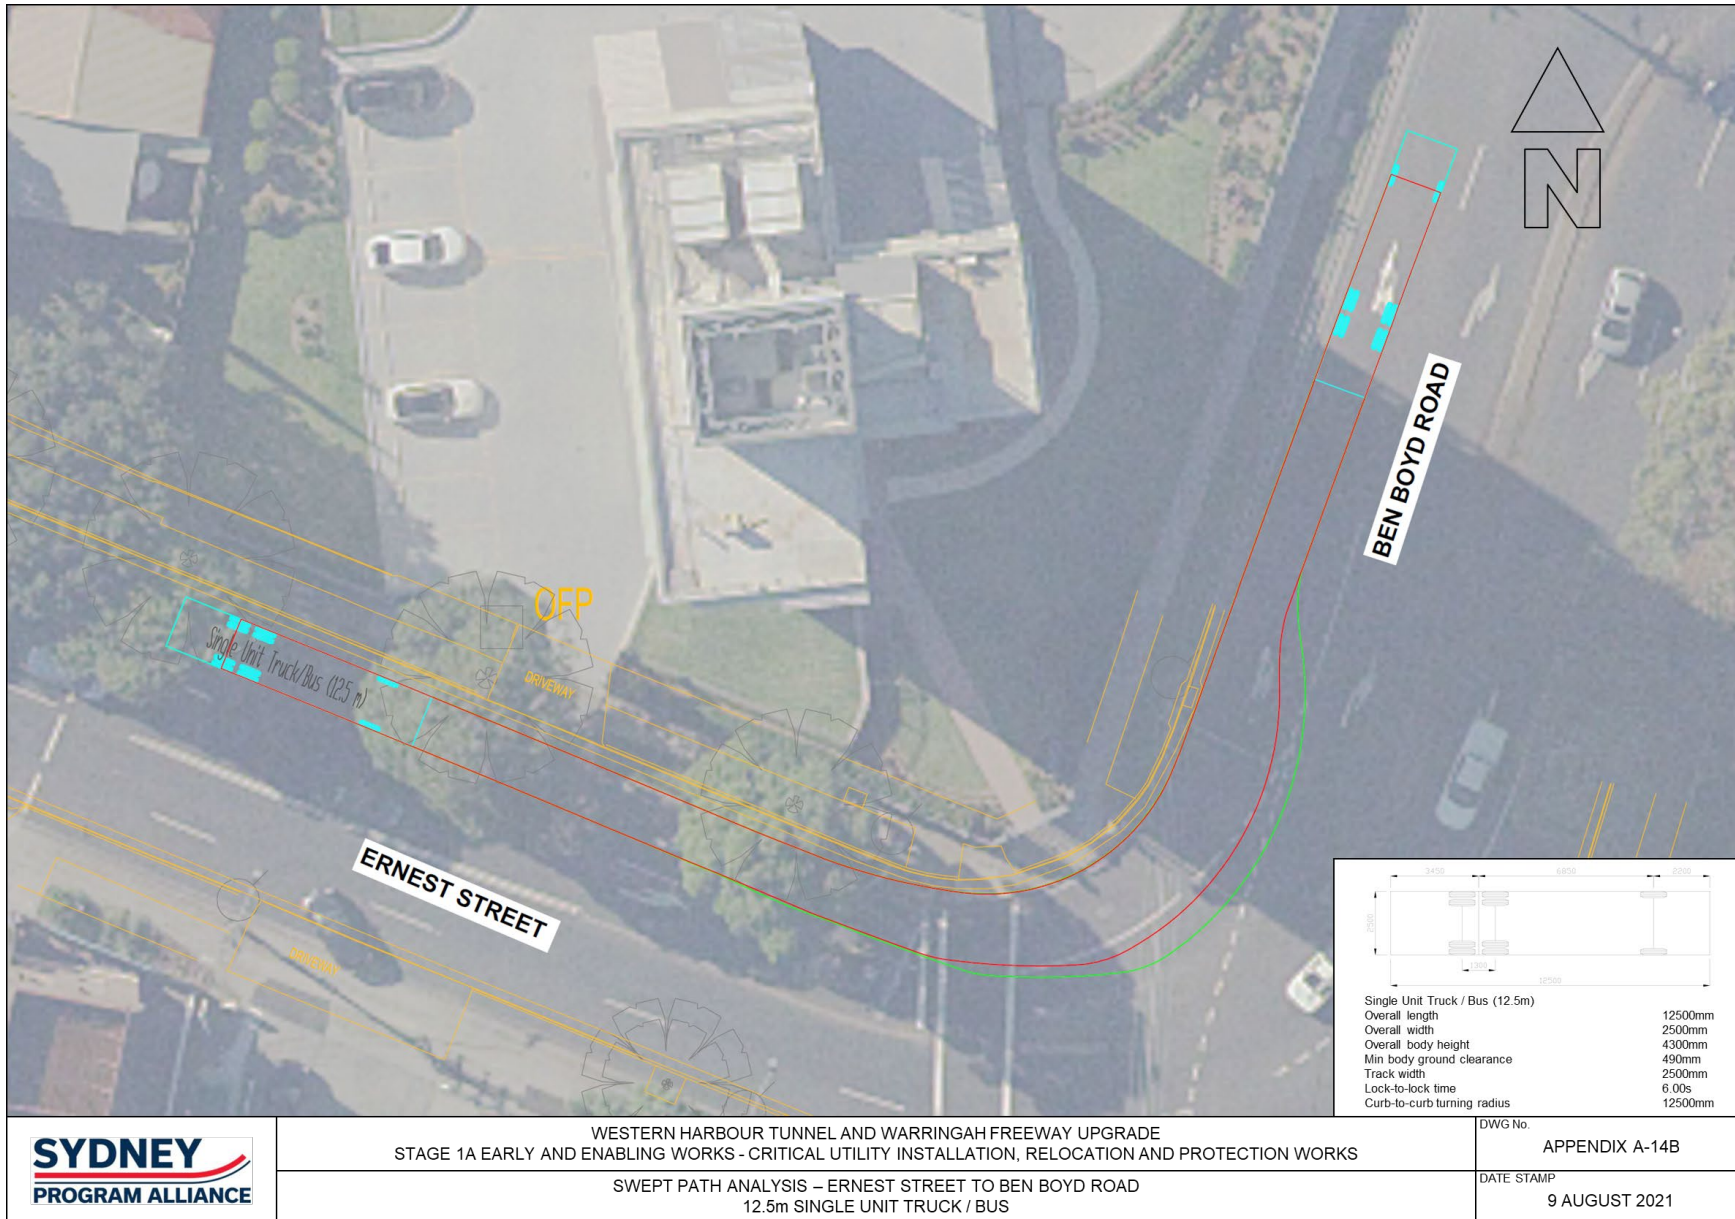 N
BEN BOYD ROAD
OFP
Single Unit Truck/Bus (12.5 m)
DRIVEWAY
ERNEST STREET
DRIVEWAY
3450 6850 2200
2500
1300
12500
Single Unit Truck / Bus (12.5m)
Overall length 12500mm
Overall width 2500mm
Overall body height 4300mm
Min body ground clearance 490mm
Track width 2500mm
Lock-to-lock time 6.00s
Curb-to-curb turning radius 12500mm
SYDNEY
PROGRAM ALLIANCE
WESTERN HARBOUR TUNNEL AND WARRINGAH FREEWAY UPGRADE
STAGE 1A EARLY AND ENABLING WORKS - CRITICAL UTILITY INSTALLATION, RELOCATION AND PROTECTION WORKS
SWEPT PATH ANALYSIS – ERNEST STREET TO BEN BOYD ROAD
12.5m SINGLE UNIT TRUCK / BUS
DWG No.
APPENDIX A-14B
DATE STAMP
9 AUGUST 2021